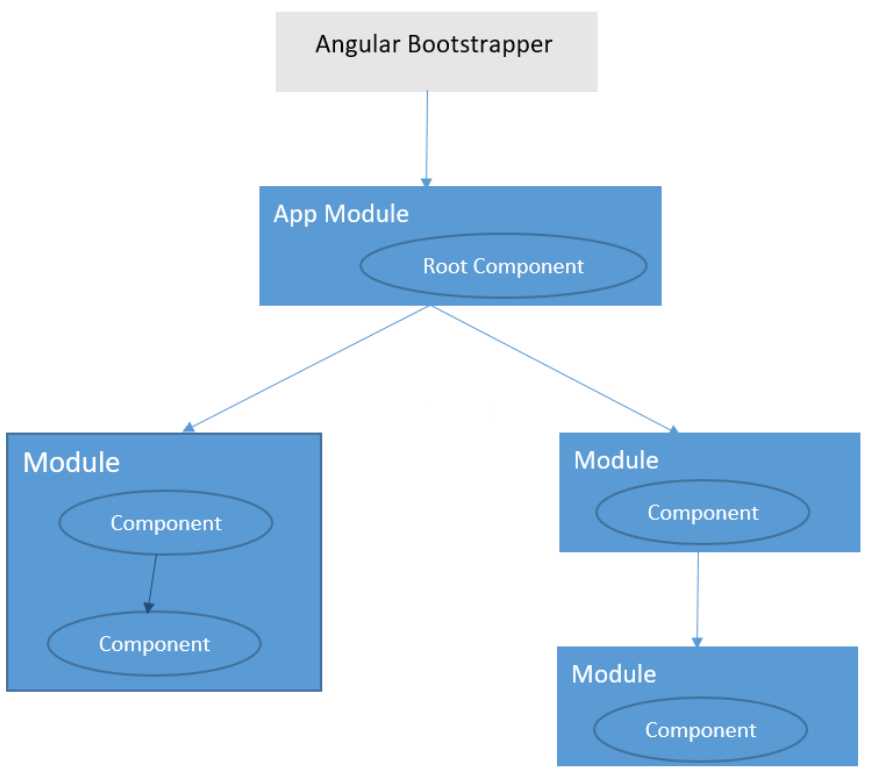 Angular Bootstrapper
App Module
Root Component
Module
Component
Component
Module
Component
Module
Component